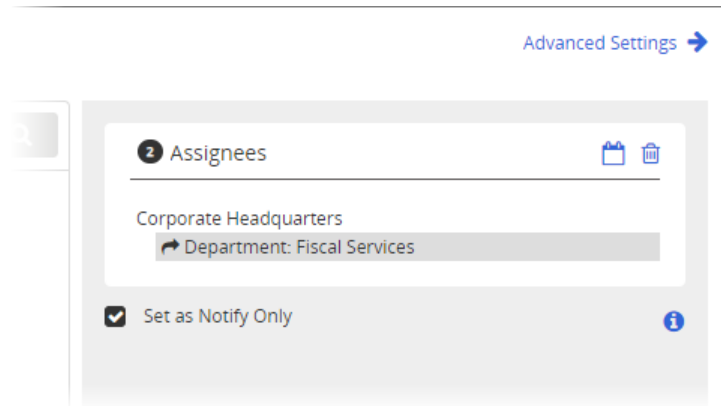 Advanced Settings
2 Assignees
Corporate Headquarters
Department: Fiscal Services
Set as Notify Only